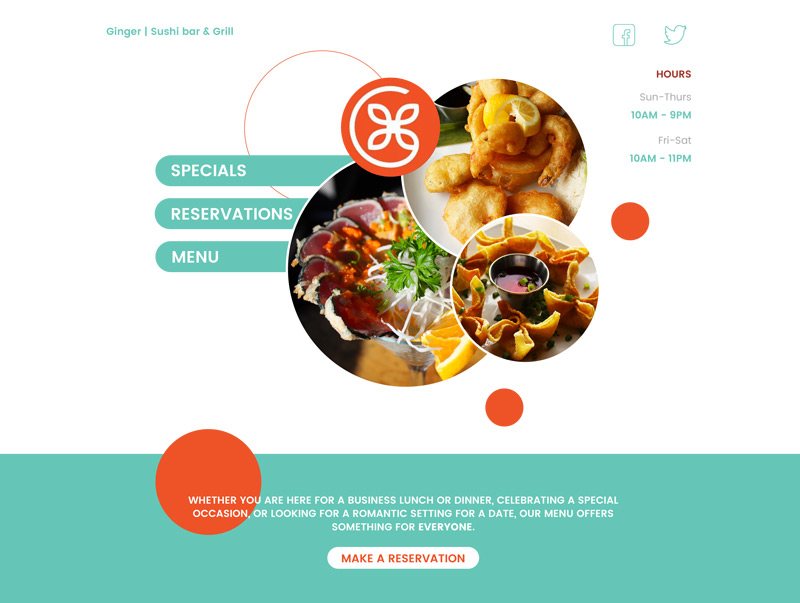 Ginger | Sushi bar & Grill
HOURS
Sun-Thurs
10AM - 9PM
Fri-Sat
10AM - 11PM
SPECIALS
RESERVATIONS
MENU
WHETHER YOU ARE HERE FOR A BUSINESS LUNCH OR DINNER, CELEBRATING A SPECIAL
OCCASION, OR LOOKING FOR A ROMANTIC SETTING FOR A DATE, OUR MENU OFFERS
SOMETHING FOR EVERYONE.
MAKE A RESERVATION